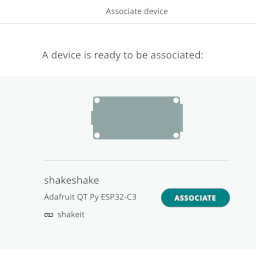 Associate device
A device is ready to be associated:
shakeshake
Adafruit QT Py ESP32-C3
ASSOCIATE
shakeit